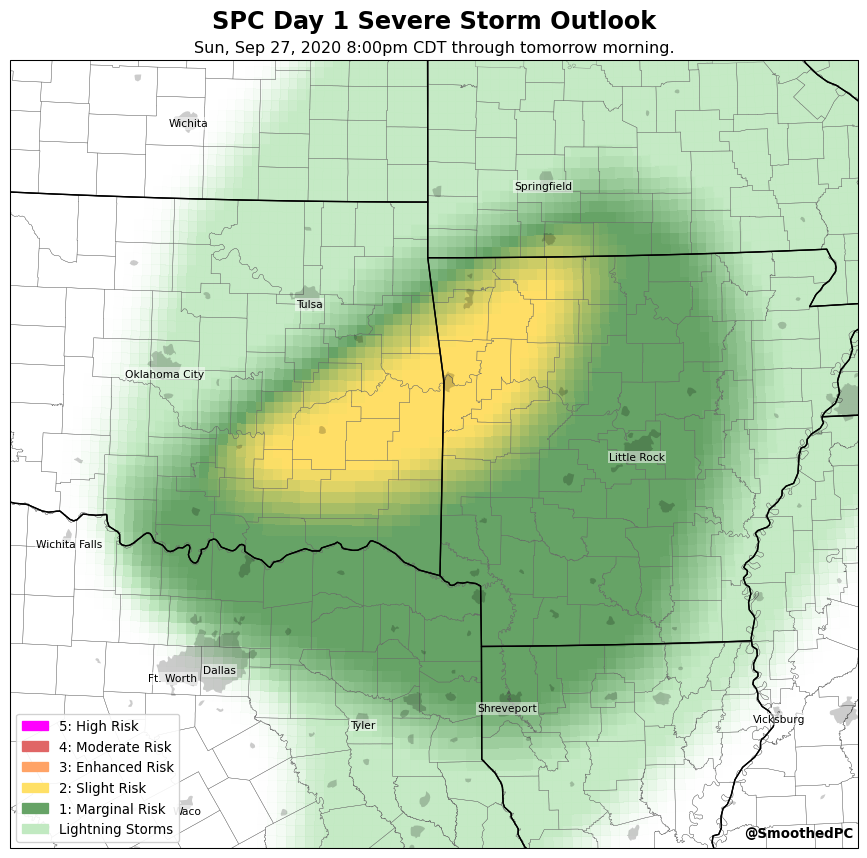 SPC Day 1 Severe Storm Outlook
Sun, Sep 27, 2020 8:00pm CDT through tomorrow morning.
Wichita
Springfield
Tulsa
Oklahoma City
Little Rock
Wichita Falls
Dallas
Ft. Worth
Shreveport
Vicksburg
Tyler
5: High Risk
4: Moderate Risk
3: Enhanced Risk
2: Slight Risk
1: Marginal Risk
Waco
Lightning Storms
@SmoothedPC